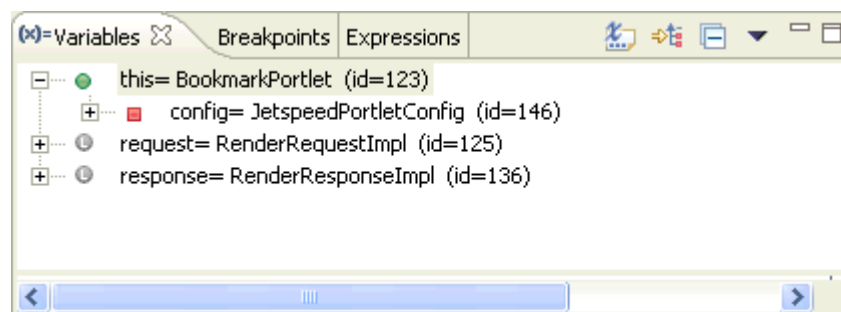 (x)= Variables Breakpoints Expressions
this= BookmarkPortlet (id=123)
config= JetspeedPortletConfig (id=146)
request= RenderRequestImpl (id=125)
response= RenderResponseImpl (id=136)